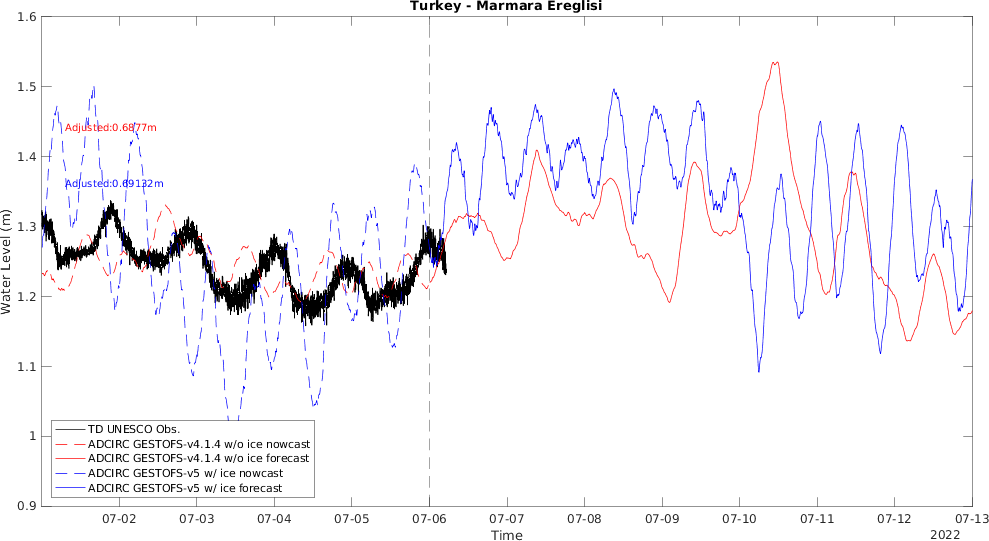 Turkey - Marmara Ereglisi
1.6
1.5
1.4
1.3
1.2
1.1
1
0.9
Water Level (m)
Adjusted:0.6877m
Adjusted:0.69132m
TD UNESCO Obs.
ADCIRC GESTOFS-v4.1.4 w/o ice nowcast
ADCIRC GESTOFS-v4.1.4 w/o ice forecast
ADCIRC GESTOFS-v5 w/ ice nowcast
ADCIRC GESTOFS-v5 w/ ice forecast
07-02 07-03 07-04 07-05 07-06 07-07 07-08 07-09 07-10 07-11 07-12 07-13
Time
2022